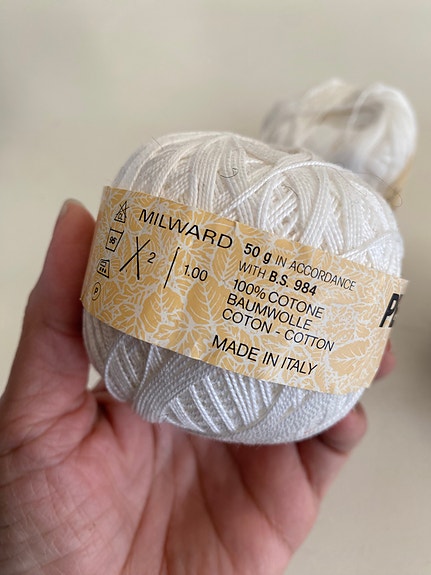 MILWARD
50 g IN ACCORDANCE
WITH B.S. 984
100% COTONE
BAUMWOLLE
COTON - COTTON
MADE IN ITALY
2
1.00
P